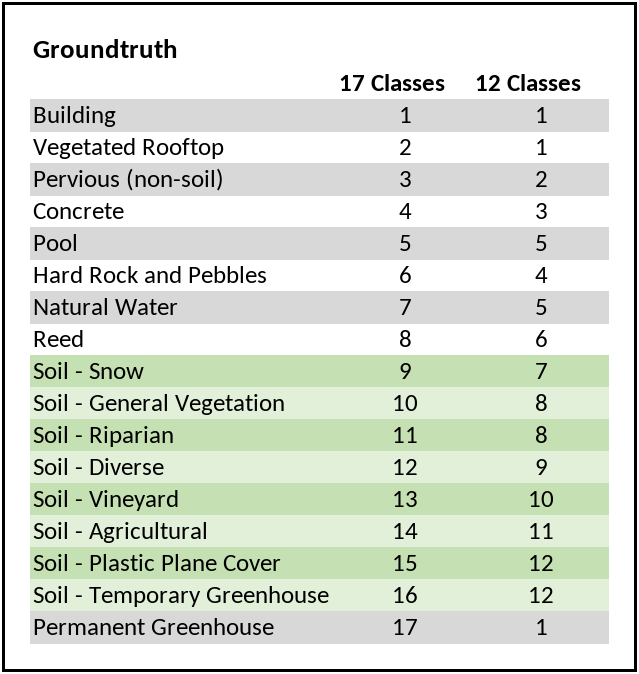 Groundtruth
17 Classes 12 Classes
Building 1 1
Vegetated Rooftop 2 1
Pervious (non-soil) 3 2
Concrete 4 3
Pool 5 5
Hard Rock and Pebbles 6 4
Natural Water 7 5
Reed 8 6
Soil - Snow 9 7
Soil - General Vegetation 10 8
Soil - Riparian 11 8
Soil - Diverse 12 9
Soil - Vineyard 13 10
Soil - Agricultural 14 11
Soil - Plastic Plane Cover 15 12
Soil - Temporary Greenhouse 16 12
Permanent Greenhouse 17 1